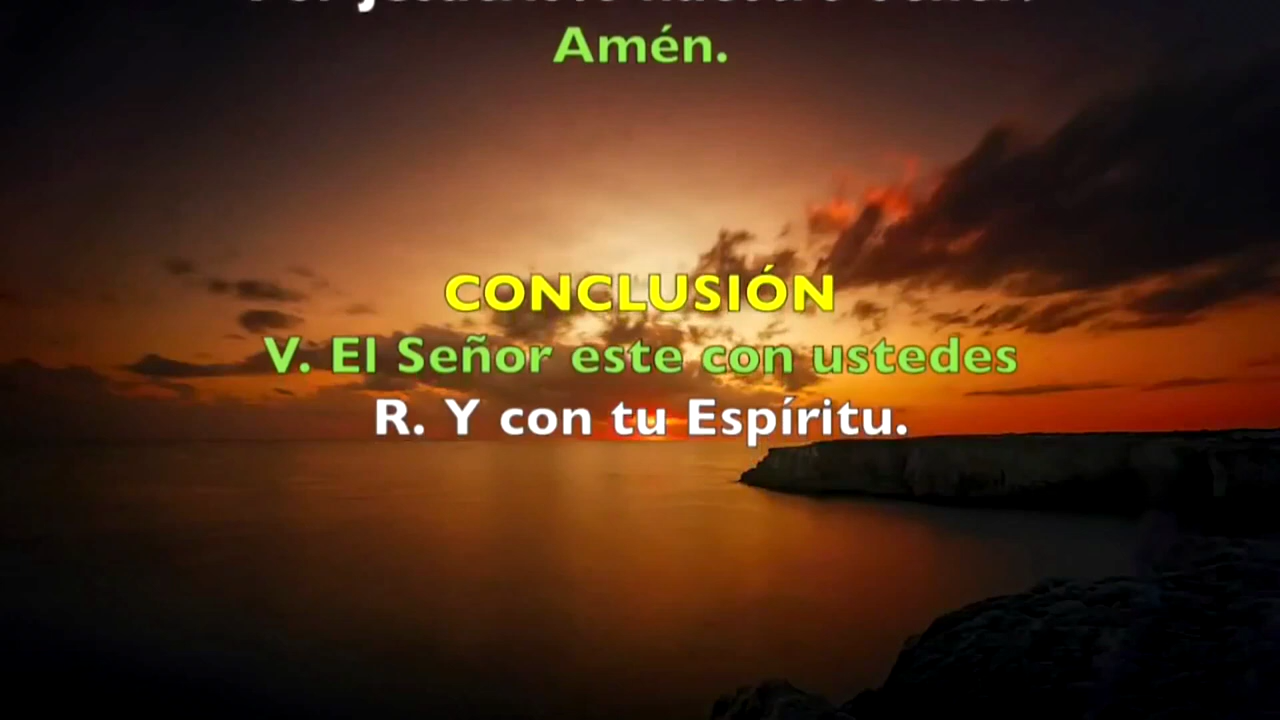 Amén.
CONCLUSIÓN
V. El Señor este con ustedes
R. Y con tu Espíritu.